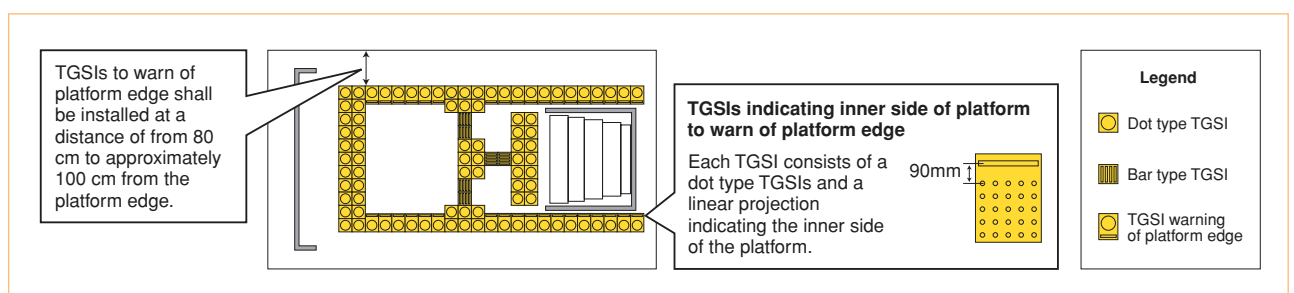 TGSIs to warn of
platform edge shall
be installed at a
distance of from 80
cm to approximately
100 cm from the
platform edge.
TGSIs indicating inner side of platform
to warn of platform edge
Each TGSI consists of a
dot type TGSIs and a
linear projection
indicating the inner side
of the platform.
90mm
Legend
Dot type TGSI
Bar type TGSI
TGSI warning
of platform edge